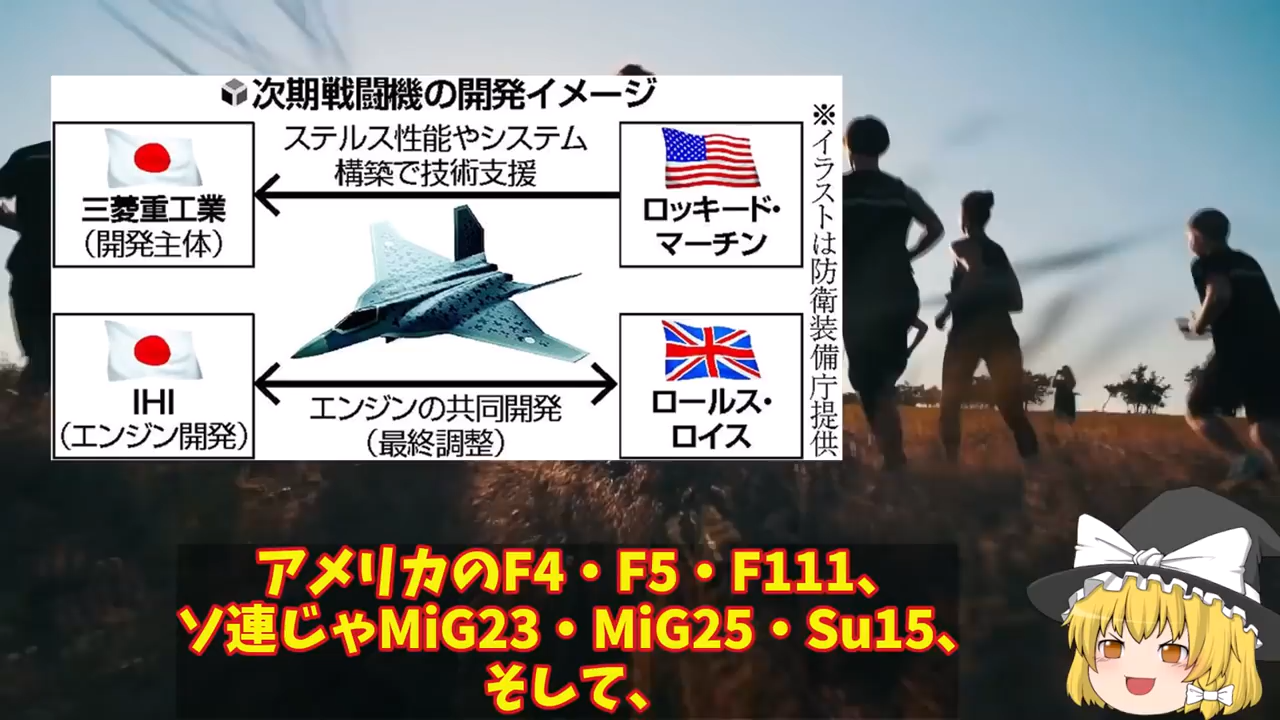 次期戦闘機の開発イメージ
三菱重工業
（開発主体）
ステルス性能やシステム
構築で技術支援
ロッキード・
マーチン
IHI
（エンジン開発）
エンジンの共同開発
（最終調整）
ロールス・
ロイス
※イラストは防衛装備庁提供
アメリカのF4・F5・F111、
ソ連じゃMiG23・MiG25・Su15、
そして、